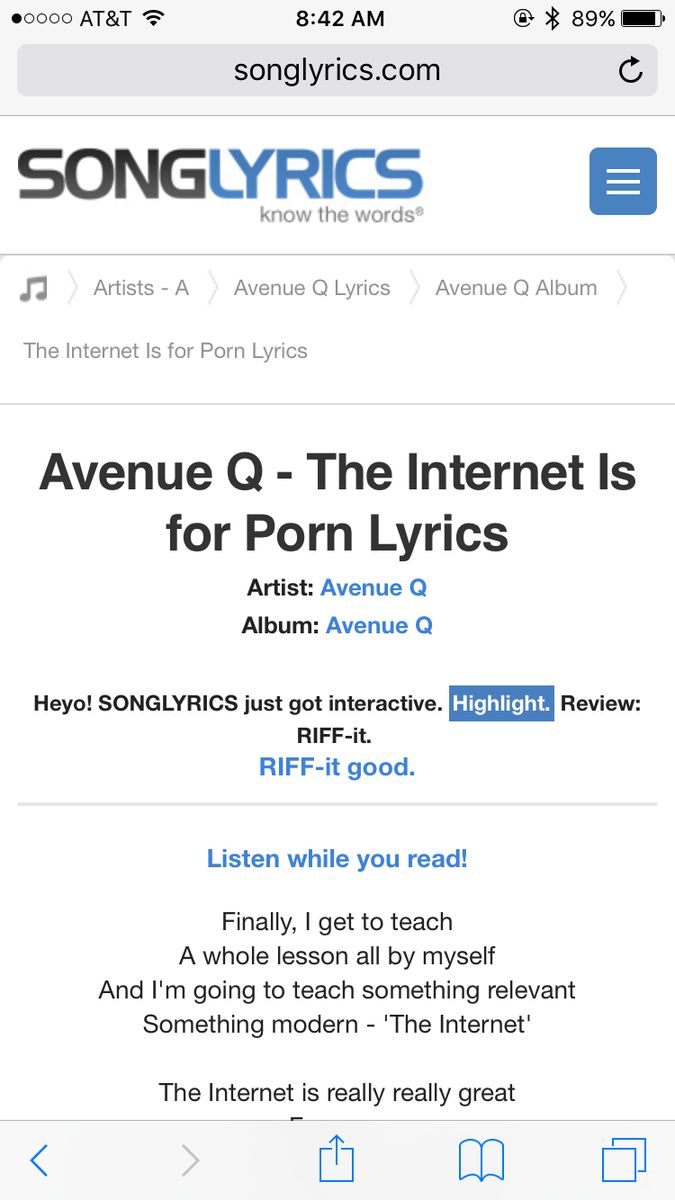 AT&T 8:42 AM 89%
songlyrics.com
SONGLYRICS
know the words®
Artists - A Avenue Q Lyrics Avenue Q Album
The Internet Is for Porn Lyrics
Avenue Q - The Internet Is
for Porn Lyrics
Artist: Avenue Q
Album: Avenue Q
Heyo! SONGLYRICS just got interactive. Highlight. Review:
RIFF-it.
RIFF-it good.
Listen while you read!
Finally, I get to teach
A whole lesson all by myself
And I'm going to teach something relevant
Something modern - 'The Internet'
The Internet is really really great